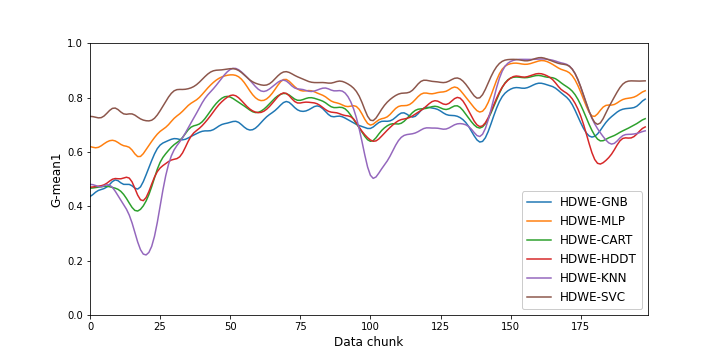 1.0
0.8
0.6
0.4
0.2
0.0
G-mean1
0 25 50 75 100 125 150 175
Data chunk
HDWE-GNB
HDWE-MLP
HDWE-CART
HDWE-HDDT
HDWE-KNN
HDWE-SVC